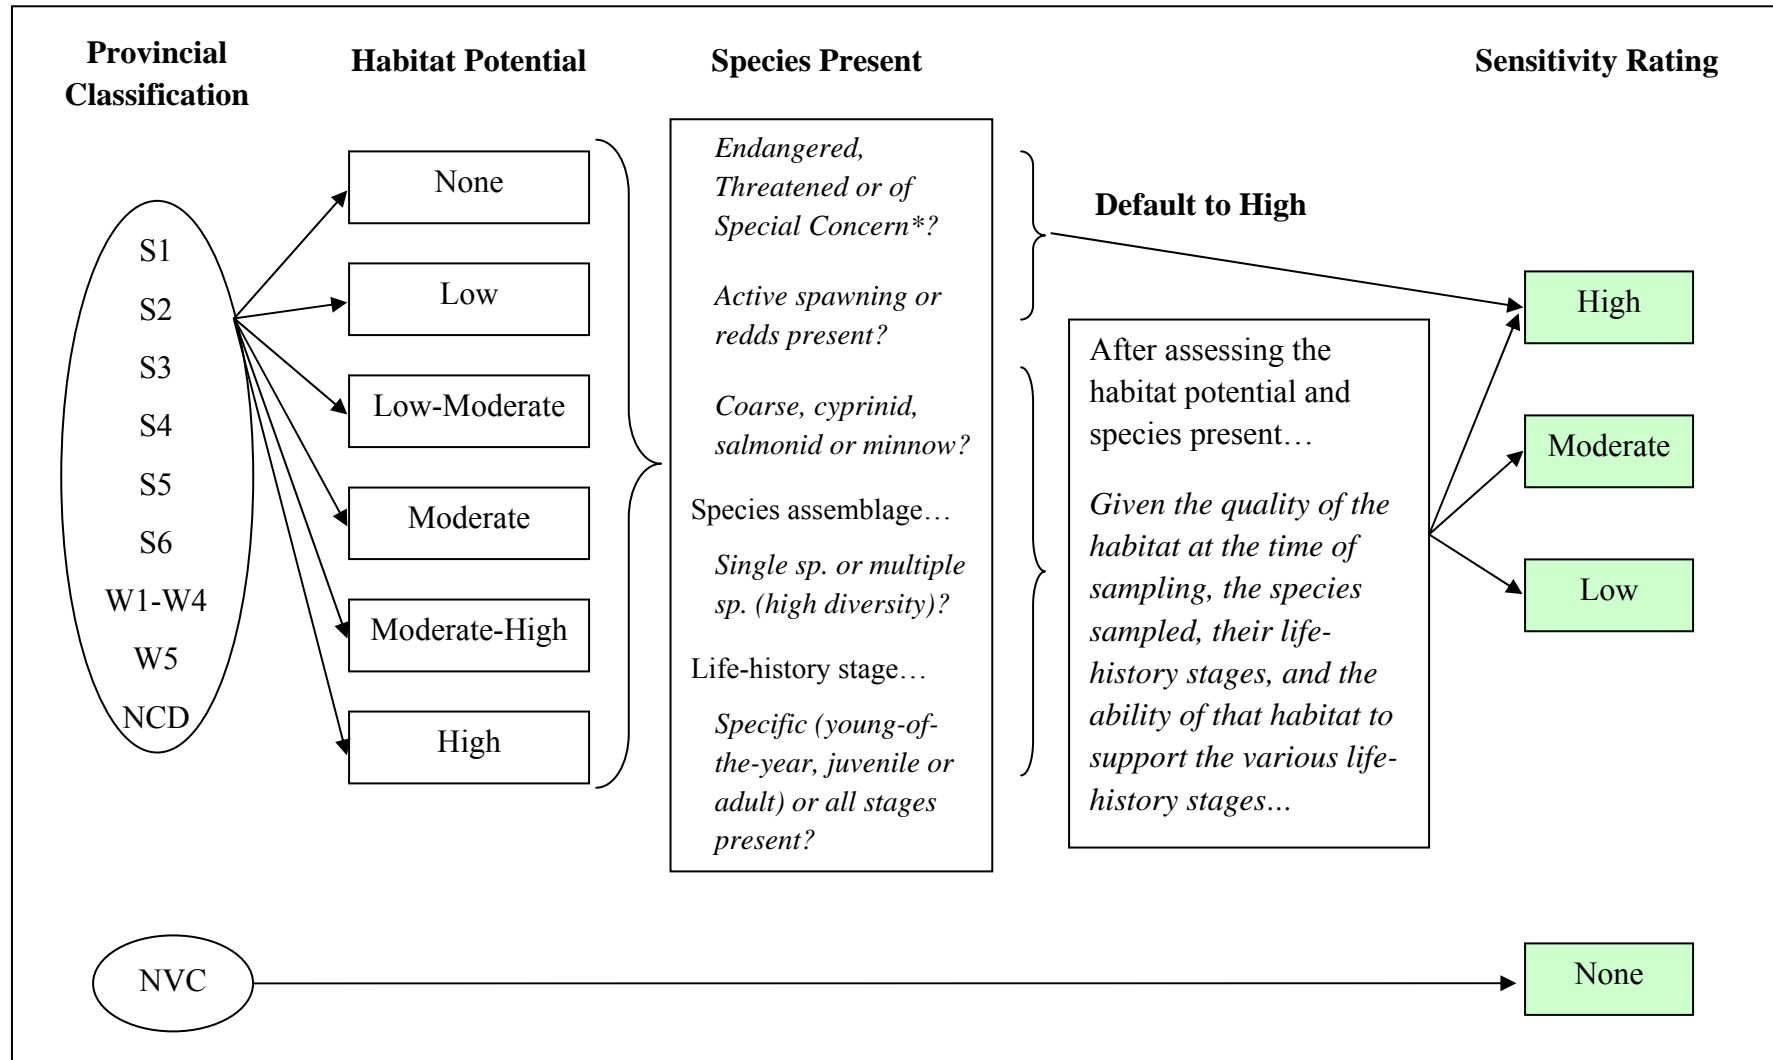 Provincial
Classification
Habitat Potential
Species Present
Sensitivity Rating
S1
S2
S3
S4
S5
S6
W1-W4
W5
NCD
None
Low
Low-Moderate
Moderate
Moderate-High
High
Endangered,
Threatened or of
Special Concern*?
Active spawning or
redds present?
Coarse, cyprinid,
salmonid or minnow?
Species assemblage…
Single sp. or multiple
sp. (high diversity)?
Life-history stage…
Specific (young-of-
the-year, juvenile or
adult) or all stages
present?
Default to High
After assessing the
habitat potential and
species present…
Given the quality of the
habitat at the time of
sampling, the species
sampled, their life-
history stages, and the
ability of that habitat to
support the various life-
history stages…
High
Moderate
Low
NVC
None